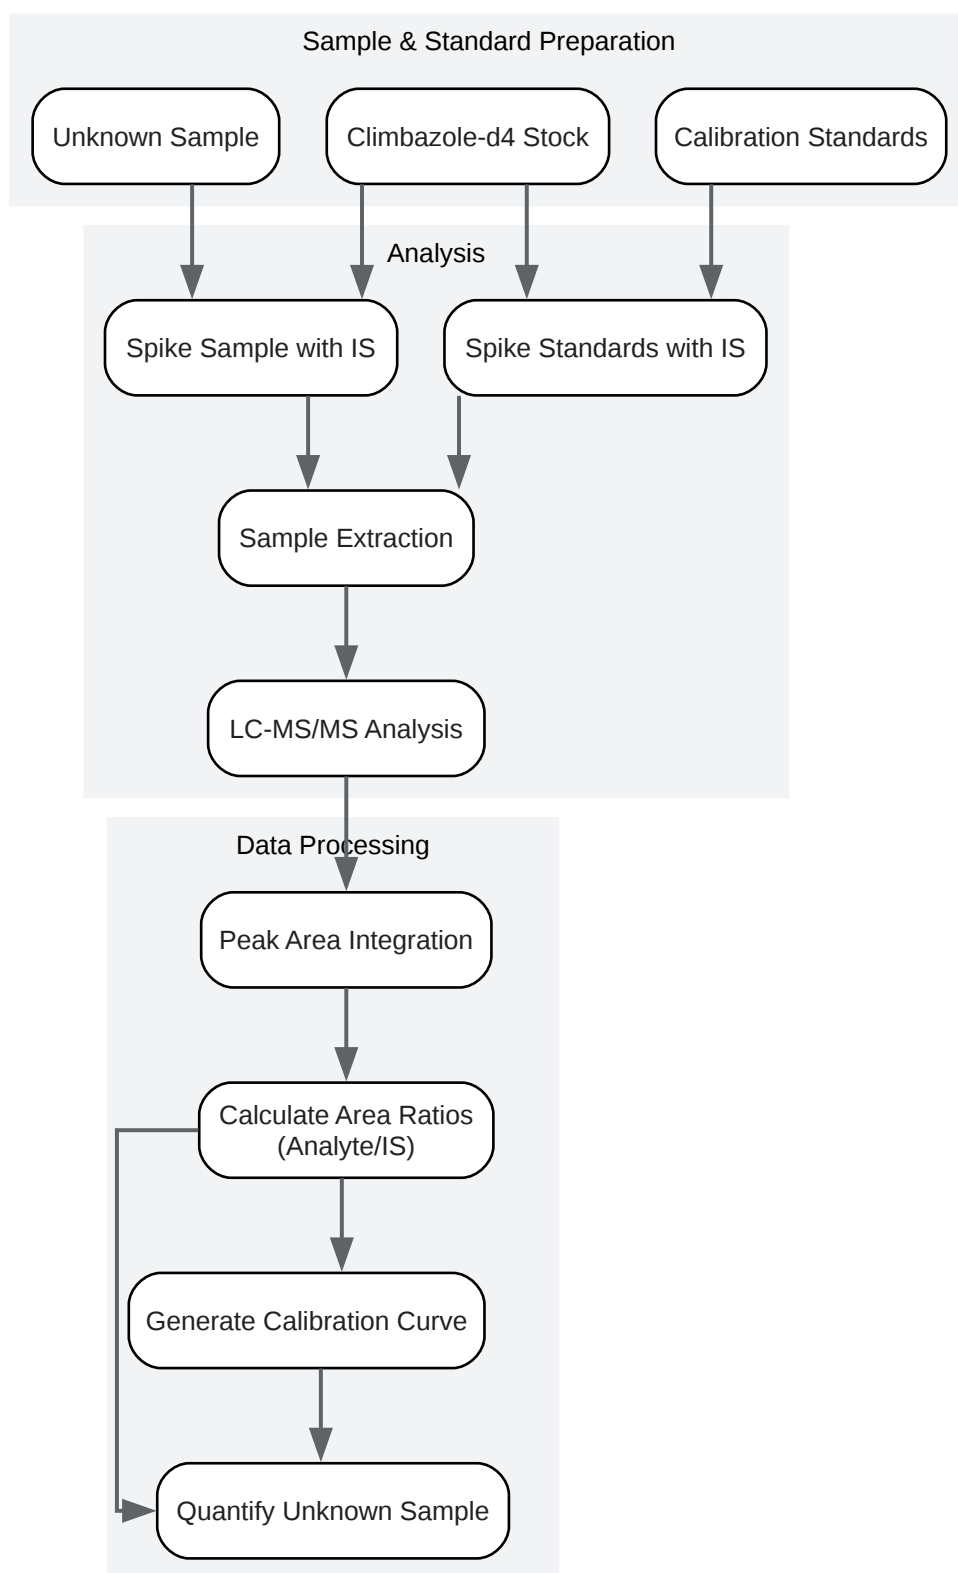 Sample & Standard Preparation
Unknown Sample
Climbazole-d4 Stock
Calibration Standards
Analysis
Spike Sample with IS
Spike Standards with IS
Sample Extraction
LC-MS/MS Analysis
Data Processing
Peak Area Integration
Calculate Area Ratios
(Analyte/IS)
Generate Calibration Curve
Quantify Unknown Sample